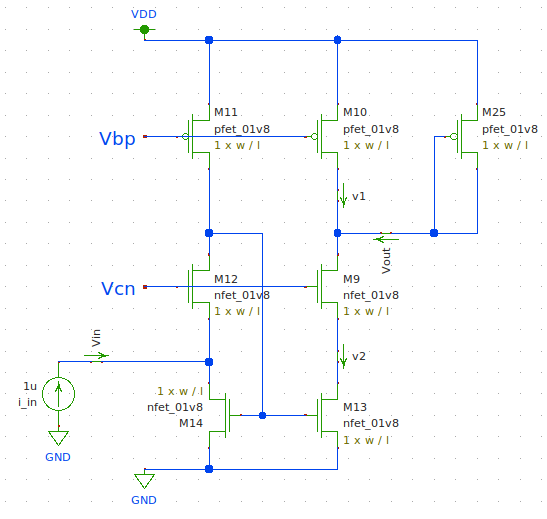 VDD
M11
pfet_01v8
1 x w / l
M10
pfet_01v8
1 x w / l
M25
pfet_01v8
1 x w / l
Vbp
v1
Vout
M12
nfet_01v8
1 x w / l
M9
nfet_01v8
1 x w / l
Vcn
Vin
v2
1u
i_in
GND
1 x w / l
nfet_01v8
M14
M13
nfet_01v8
1 x w / l
GND